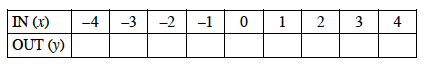 IN (x) –4 –3 –2 –1 0 1 2 3 4
OUT (y)